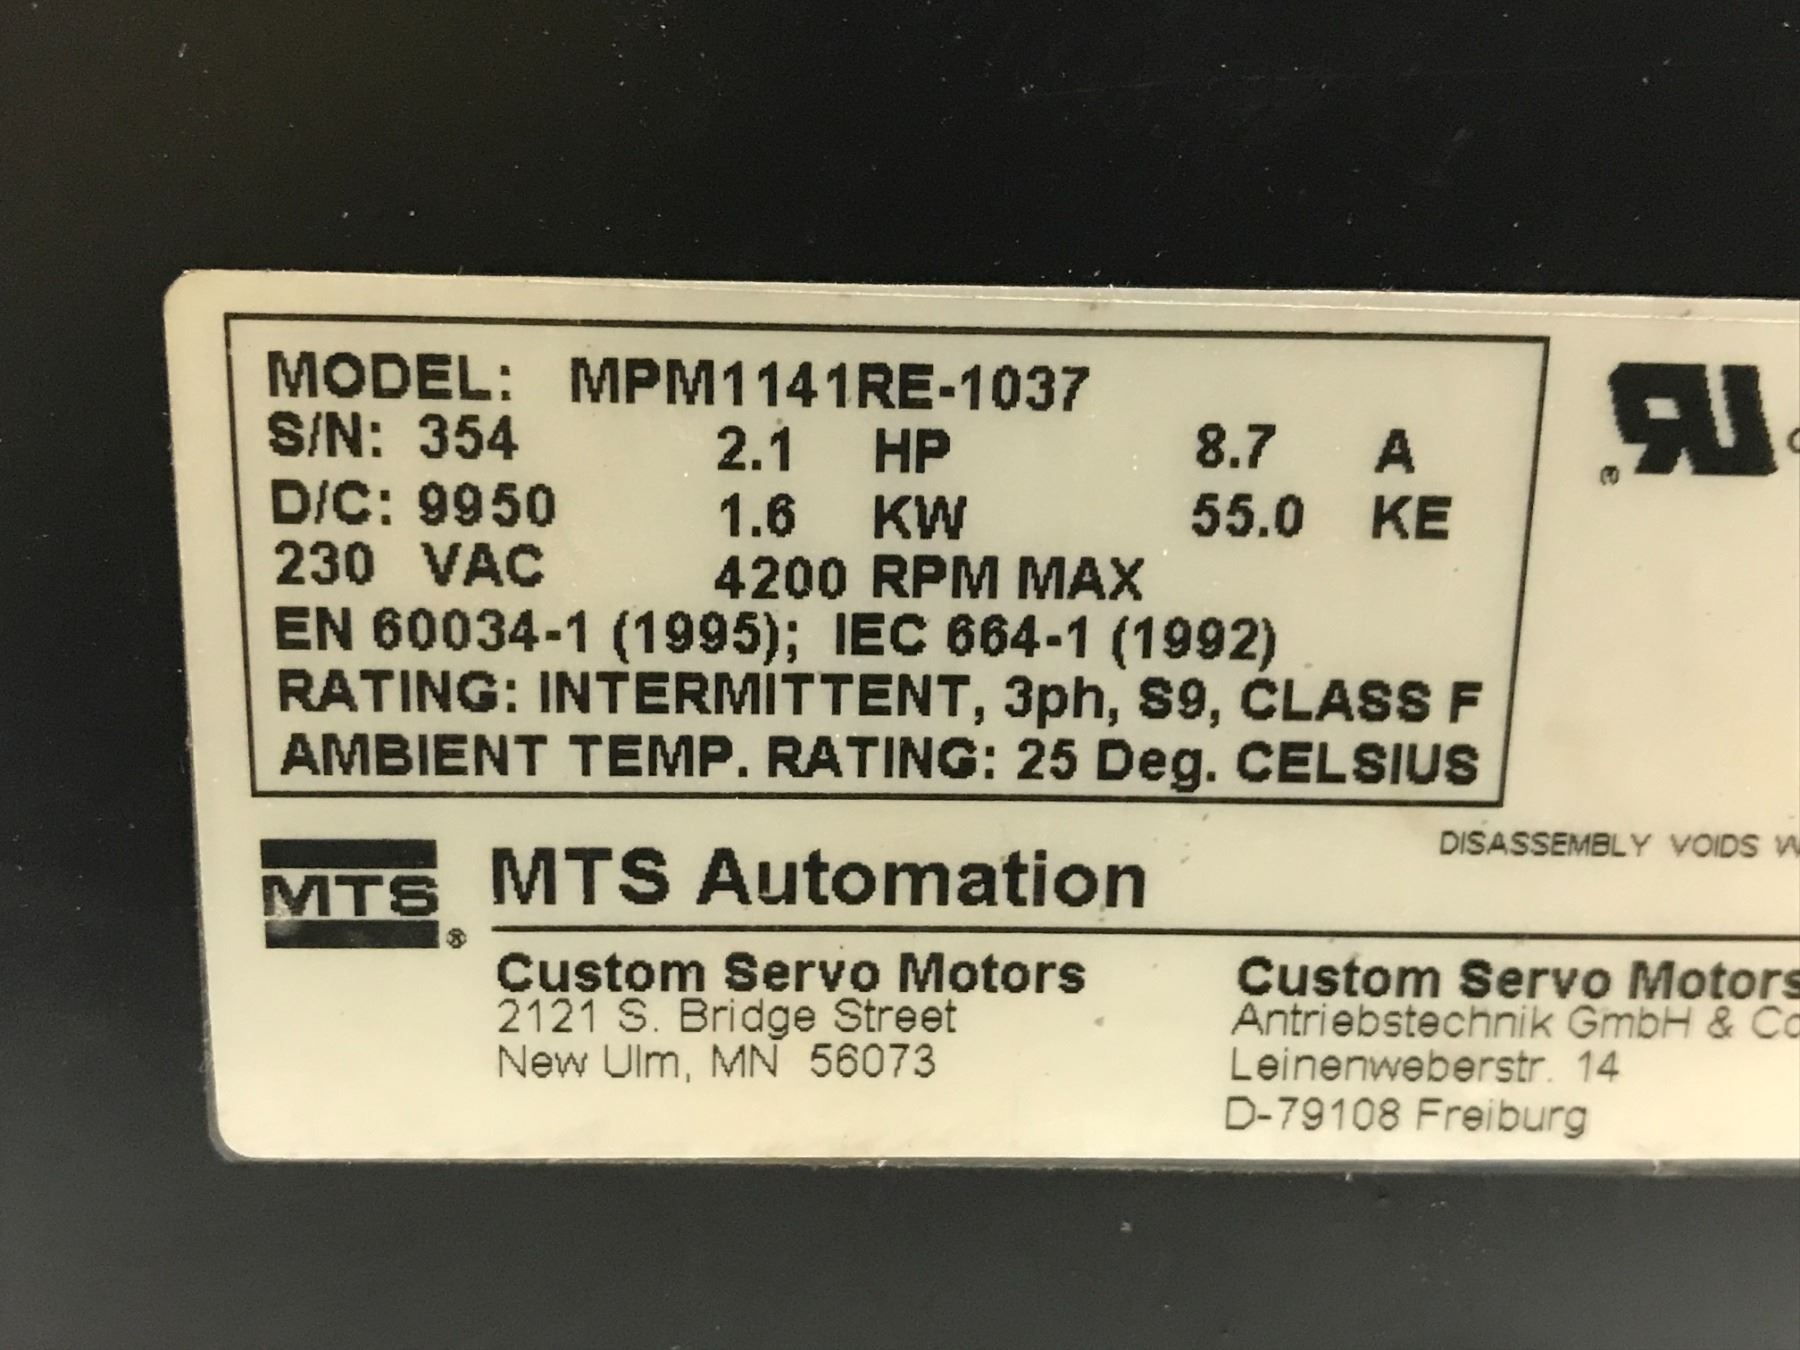 MODEL: MPM1141RE-1037
S/N: 354 2.1 HP 8.7 A
D/C: 9950 1.6 KW 55.0 KE
230 VAC 4200 RPM MAX
EN 60034-1 (1995); IEC 664-1 (1992)
RATING: INTERMITTENT, 3ph, S9, CLASS F
AMBIENT TEMP. RATING: 25 Deg. CELSIUS
®
DISASSEMBLY VOIDS
MTS® MTS Automation
Custom Servo Motors
2121 S. Bridge Street
New Ulm, MN 56073
Custom Servo Motors
Antriebstechnik GmbH &
Leinenweberstr. 14
D-79108 Freiburg